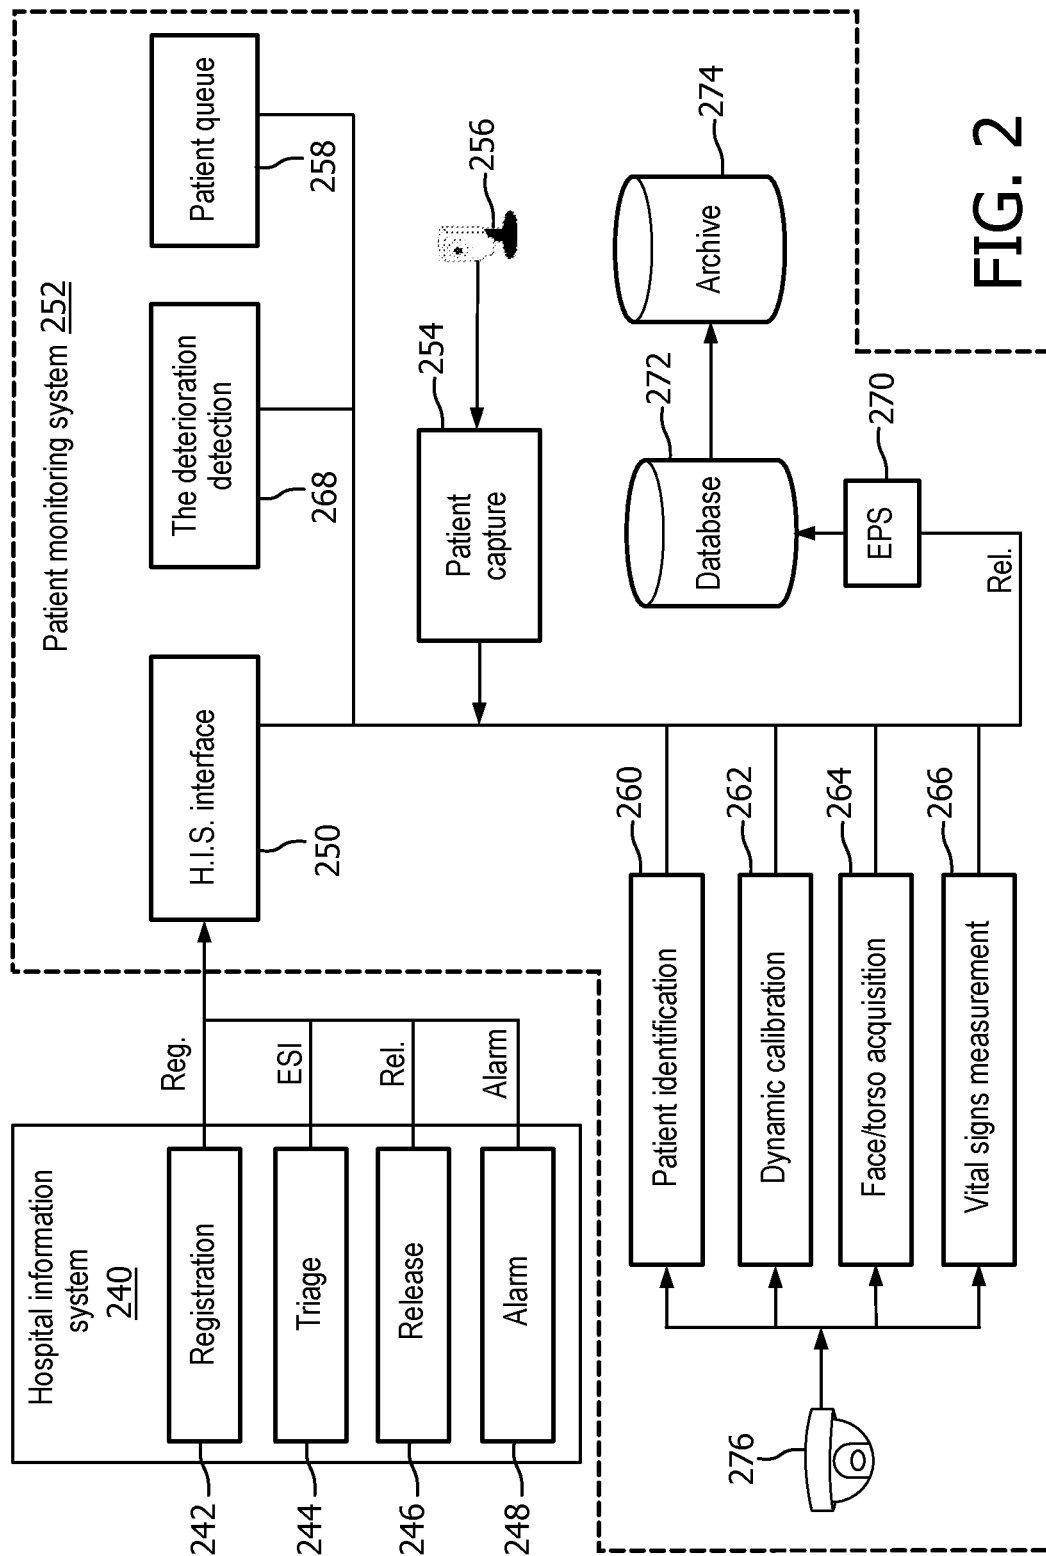 Hospital information
system
240
Registration
242
Triage
244
Release
246
Alarm
248
Reg.
ESI
Rel.
Alarm
Patient monitoring system 252
H.I.S. interface
250
The deterioration
detection
268
Patient queue
258
Patient
capture
254
256
Patient identification
260
Dynamic calibration
262
Face/torso acquisition
264
Vital signs measurement
266
276
Database
272
Archive
274
EPS
270
Rel.
FIG. 2